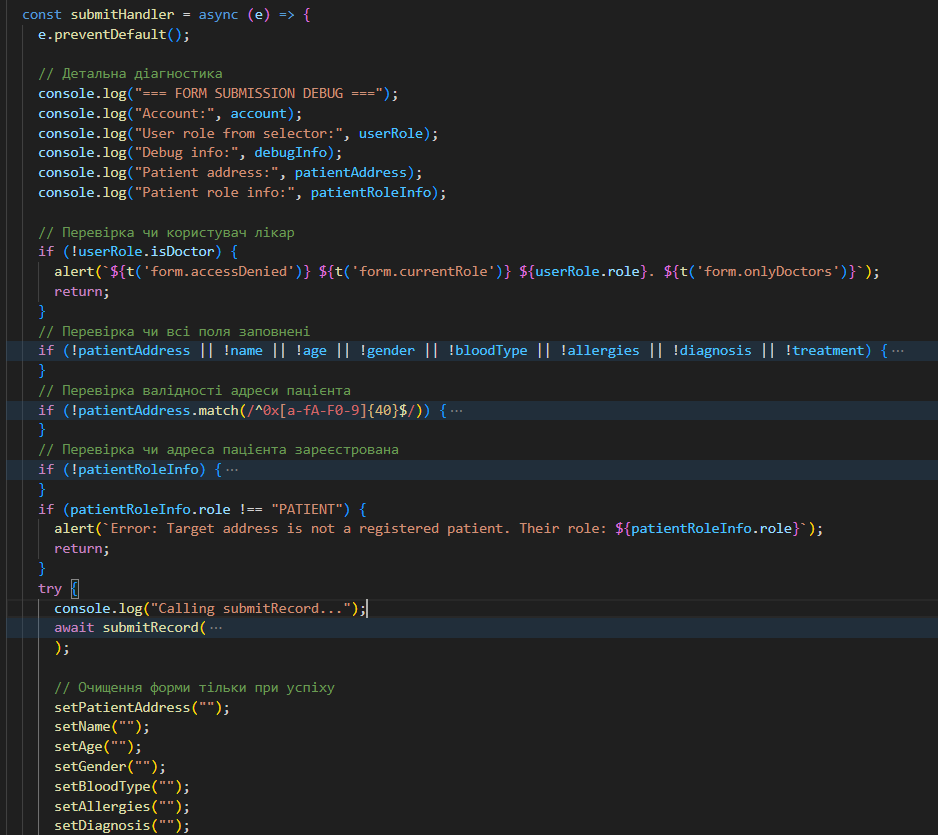 const submitHandler = async (e) => {
e.preventDefault();
// Детальна діагностика
console.log("=== FORM SUBMISSION DEBUG ===");
console.log("Account:", account);
console.log("User role from selector:", userRole);
console.log("Debug info:", debugInfo);
console.log("Patient address:", patientAddress);
console.log("Patient role info:", patientRoleInfo);
// Перевірка чи користувач лікар
if (!userRole.isDoctor) {
alert(`${t('form.accessDenied')} ${t('form.currentRole')} ${userRole.role}. ${t('form.onlyDoctors')}`);
return;
}
// Перевірка чи всі поля заповнені
if (!patientAddress || !name || !age || !gender || !bloodType || !allergies || !diagnosis || !treatment) { ···
}
// Перевірка валідності адреси пацієнта
if (!patientAddress.match(/^0x[a-fA-F0-9]{40}$/)) { ···
}
// Перевірка чи адреса пацієнта зареєстрована
if (!patientRoleInfo) { ···
}
if (patientRoleInfo.role !== "PATIENT") {
alert(`Error: Target address is not a registered patient. Their role: ${patientRoleInfo.role}`);
return;
}
try {
console.log("Calling submitRecord...");
await submitRecord( ···
);
// Очищення форми тільки при успіху
setPatientAddress("");
setName("");
setAge("");
setGender("");
setBloodType("");
setAllergies("");
setDiagnosis("");